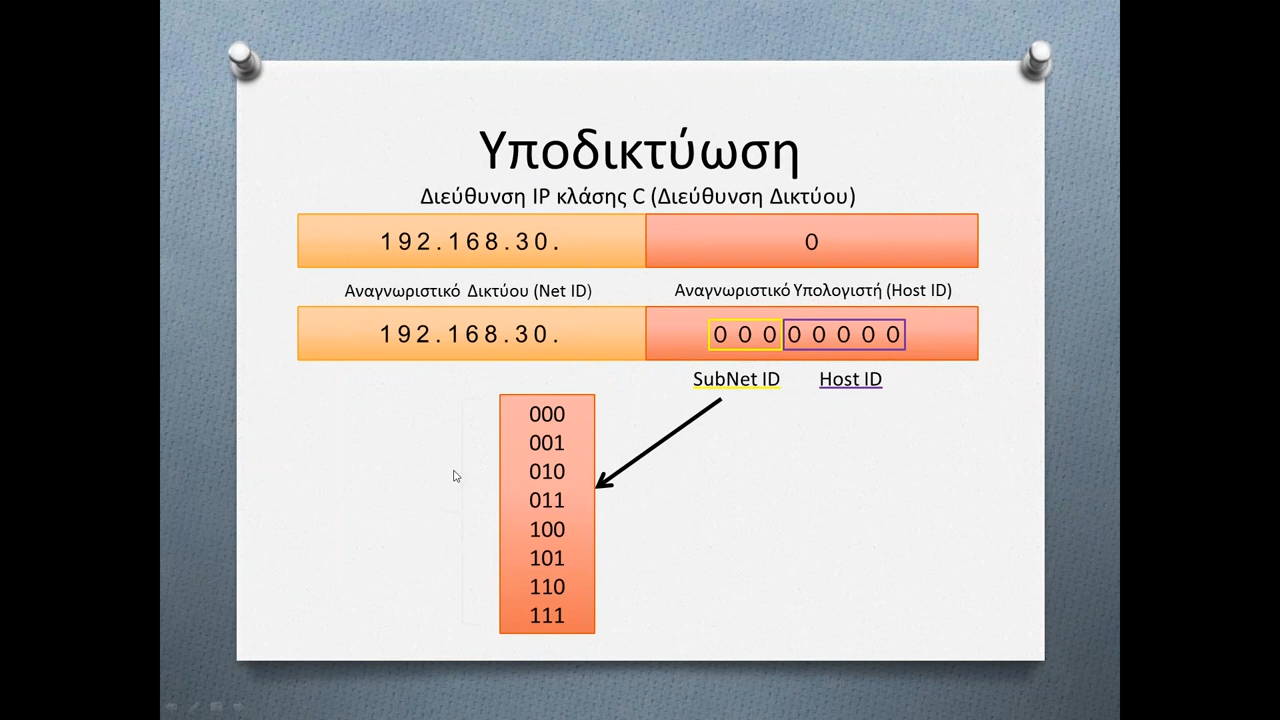 Υποδικτύωση
Διεύθυνση IP κλάσης C (Διεύθυνση Δικτύου)
192.168.30. 0
Αναγνωριστικό Δικτύου (Net ID) Αναγνωριστικό Υπολογιστή (Host ID)
192.168.30. 0 0 0 0 0 0 0 0
SubNet ID Host ID
000
001
010
011
100
101
110
111